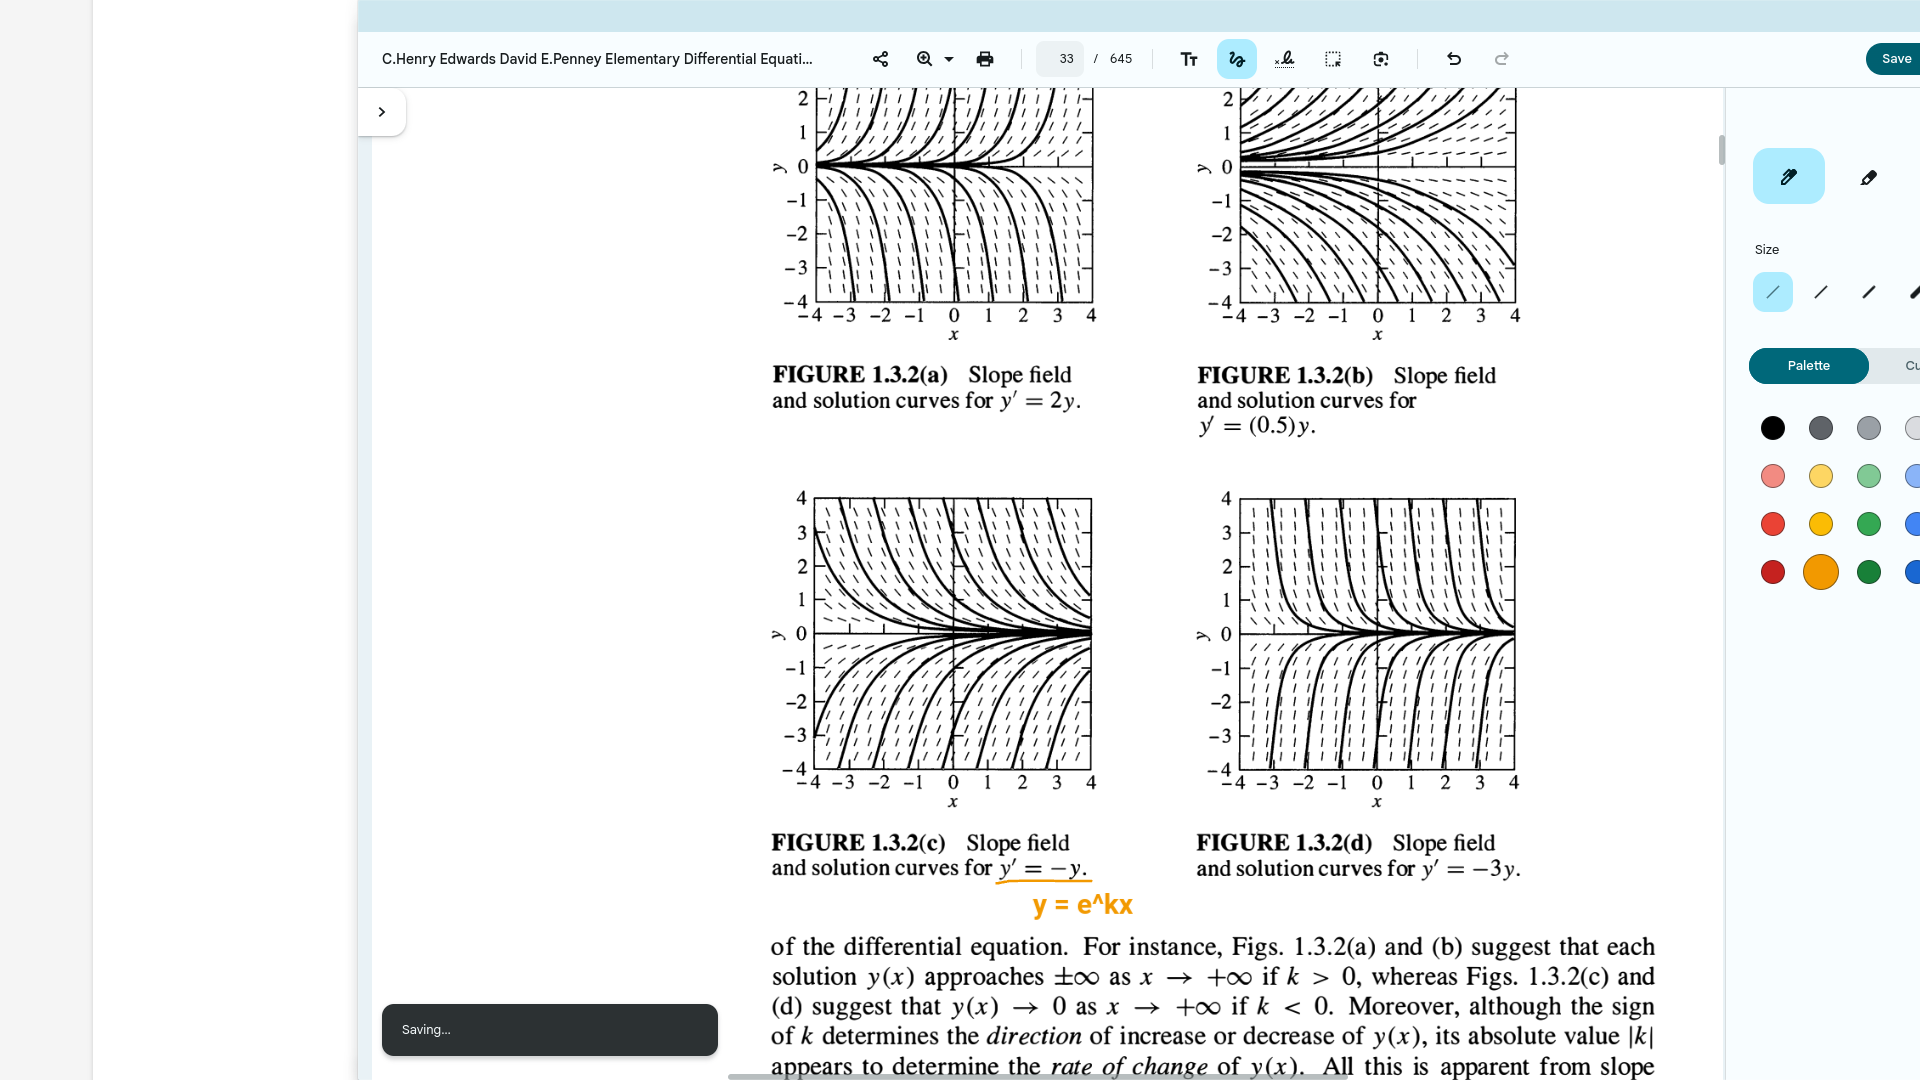 C.Henry Edwards David E.Penney Elementary Differential Equati...
33 / 645
Save
2
1
0
−1
−2
−3
−4
y
−4 −3 −2 −1 0 1 2 3 4
x
2
1
0
−1
−2
−3
−4
y
−4 −3 −2 −1 0 1 2 3 4
x
FIGURE 1.3.2(a) Slope field
and solution curves for y′ = 2y.
FIGURE 1.3.2(b) Slope field
and solution curves for
y′ = (0.5)y.
4
3
2
1
0
−1
−2
−3
−4
y
−4 −3 −2 −1 0 1 2 3 4
x
4
3
2
1
0
−1
−2
−3
−4
y
−4 −3 −2 −1 0 1 2 3 4
x
FIGURE 1.3.2(c) Slope field
and solution curves for y′ = −y.
y = e^kx
FIGURE 1.3.2(d) Slope field
and solution curves for y′ = −3y.
of the differential equation. For instance, Figs. 1.3.2(a) and (b) suggest that each
solution y(x) approaches ±∞ as x → +∞ if k > 0, whereas Figs. 1.3.2(c) and
(d) suggest that y(x) → 0 as x → +∞ if k < 0. Moreover, although the sign
of k determines the direction of increase or decrease of y(x), its absolute value |k|
appears to determine the rate of change of y(x). All this is apparent from slope
Saving...
Size
Palette
Cu